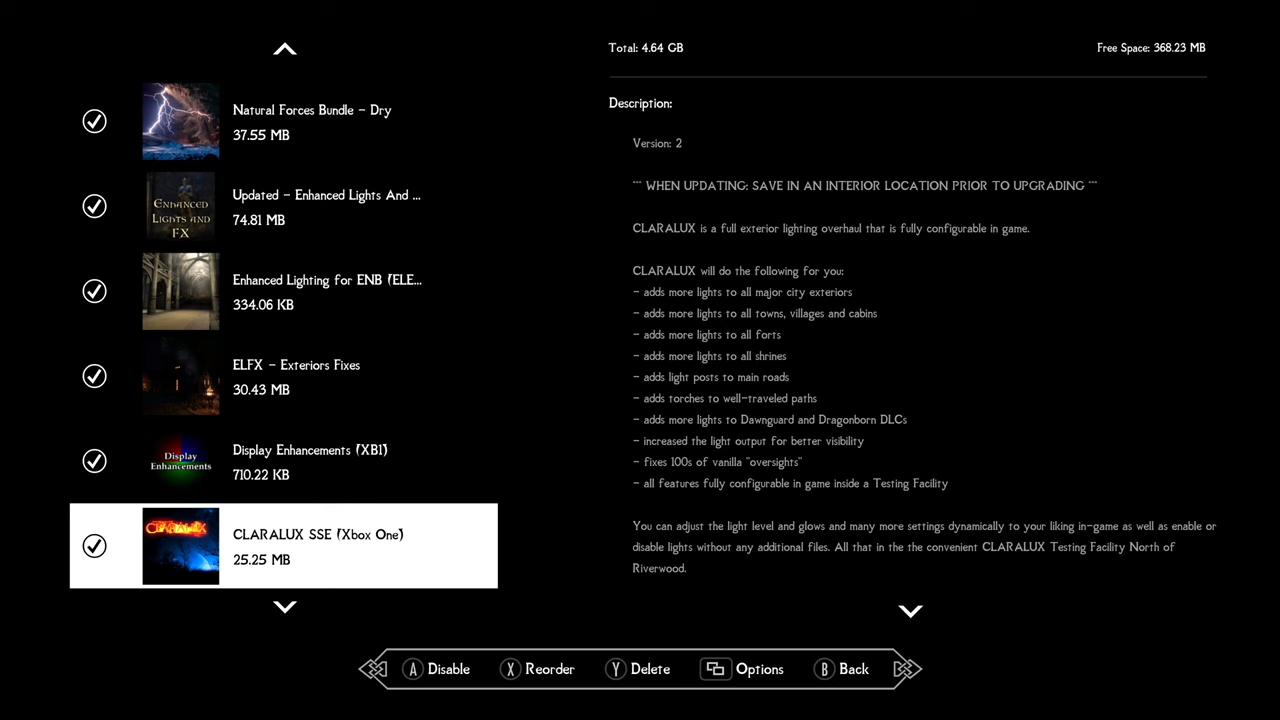 Total: 4.64 GB
Free Space: 368.23 MB
Natural Forces Bundle - Dry
37.55 MB
ENHANCED
LIGHTS AND
FX
Updated - Enhanced Lights And ...
74.81 MB
Enhanced Lighting for ENB (ELE...
334.06 KB
ELFX - Exteriors Fixes
30.43 MB
Display
Enhancements
Display Enhancements (XB1)
710.22 KB
CLARALUX
CLARALUX SSE (Xbox One)
25.25 MB
Description:
Version: 2
*** WHEN UPDATING: SAVE IN AN INTERIOR LOCATION PRIOR TO UPGRADING ***
CLARALUX is a full exterior lighting overhaul that is fully configurable in game.
CLARALUX will do the following for you:
- adds more lights to all major city exteriors
- adds more lights to all towns, villages and cabins
- adds more lights to all forts
- adds more lights to all shrines
- adds light posts to main roads
- adds torches to well-traveled paths
- adds more lights to Dawnguard and Dragonborn DLCs
- increased the light output for better visibility
- fixes 100s of vanilla "oversights"
- all features fully configurable in game inside a Testing Facility
You can adjust the light level and glows and many more settings dynamically to your liking in-game as well as enable or
disable lights without any additional files. All that in the the convenient CLARALUX Testing Facility North of
Riverwood.
A Disable X Reorder Y Delete Options B Back